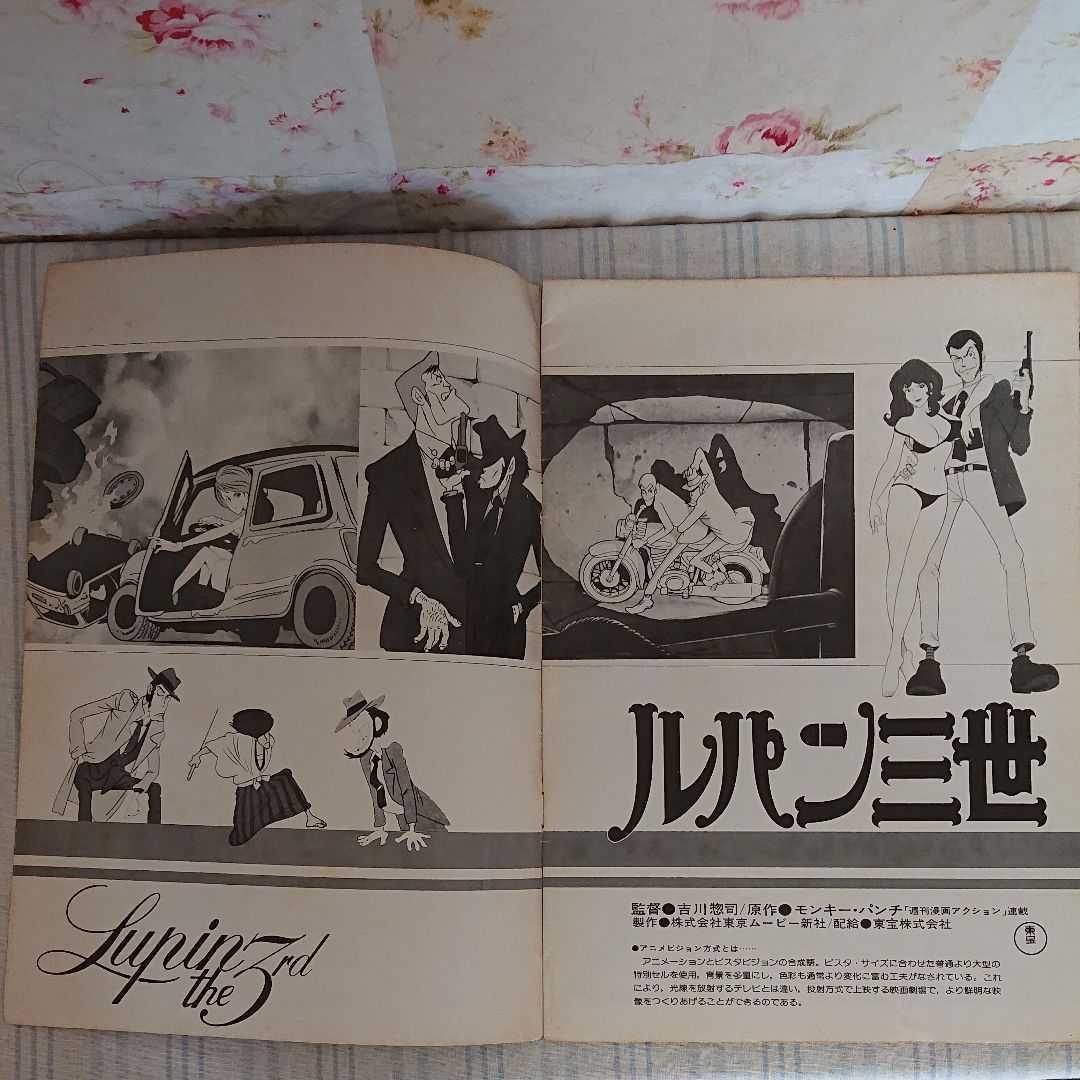 Lupin
the 3rd
ルパン三世
監督●吉川惣司/原作●モンキー・パンチ「週刊漫画アクション」連載
製作●株式会社東京ムービー新社/配給●東宝株式会社
東宝
●アニメビジョン方式とは……
アニメーションとビスタビジョンの合成語。ビスタ・サイズに合わせた普通より大型の
特別セルを使用。背景を多量にし、色彩も通常より変化に富む工夫がなされている。これ
により、光線を放射するテレビとは違い、投射方式で上映する映画劇場で、より鮮明な映
像をつくりあげることができるのである。